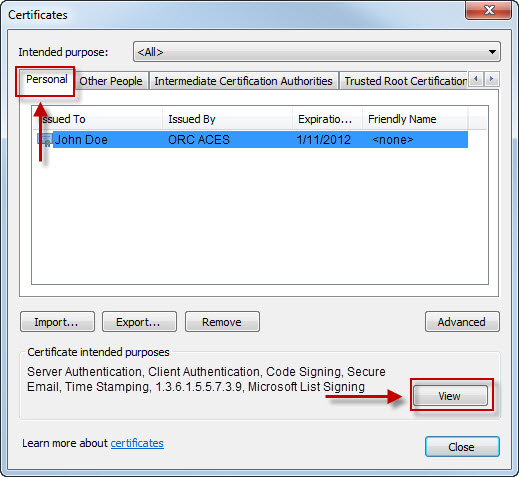 Certificates
Intended purpose: <All>
Personal Other People Intermediate Certification Authorities Trusted Root Certification
Issued To Issued By Expiratio... Friendly Name
John Doe ORC ACES 1/11/2012 <none>
Import... Export... Remove Advanced
Certificate intended purposes
Server Authentication, Client Authentication, Code Signing, Secure
Email, Time Stamping, 1.3.6.1.5.5.7.3.9, Microsoft List Signing
View
Learn more about certificates
Close